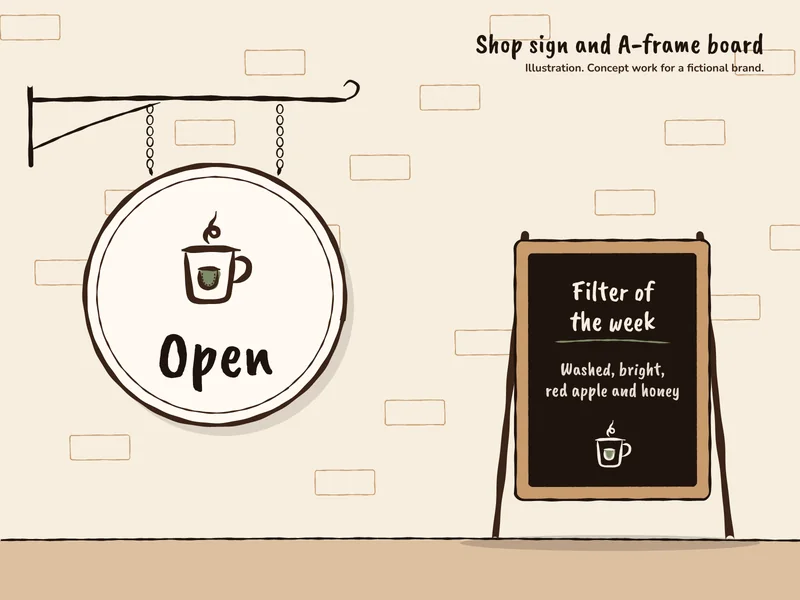 Shop sign and A-frame board
Illustration. Concept work for a fictional brand.
Open
Filter of
the week
Washed, bright,
red apple and honey